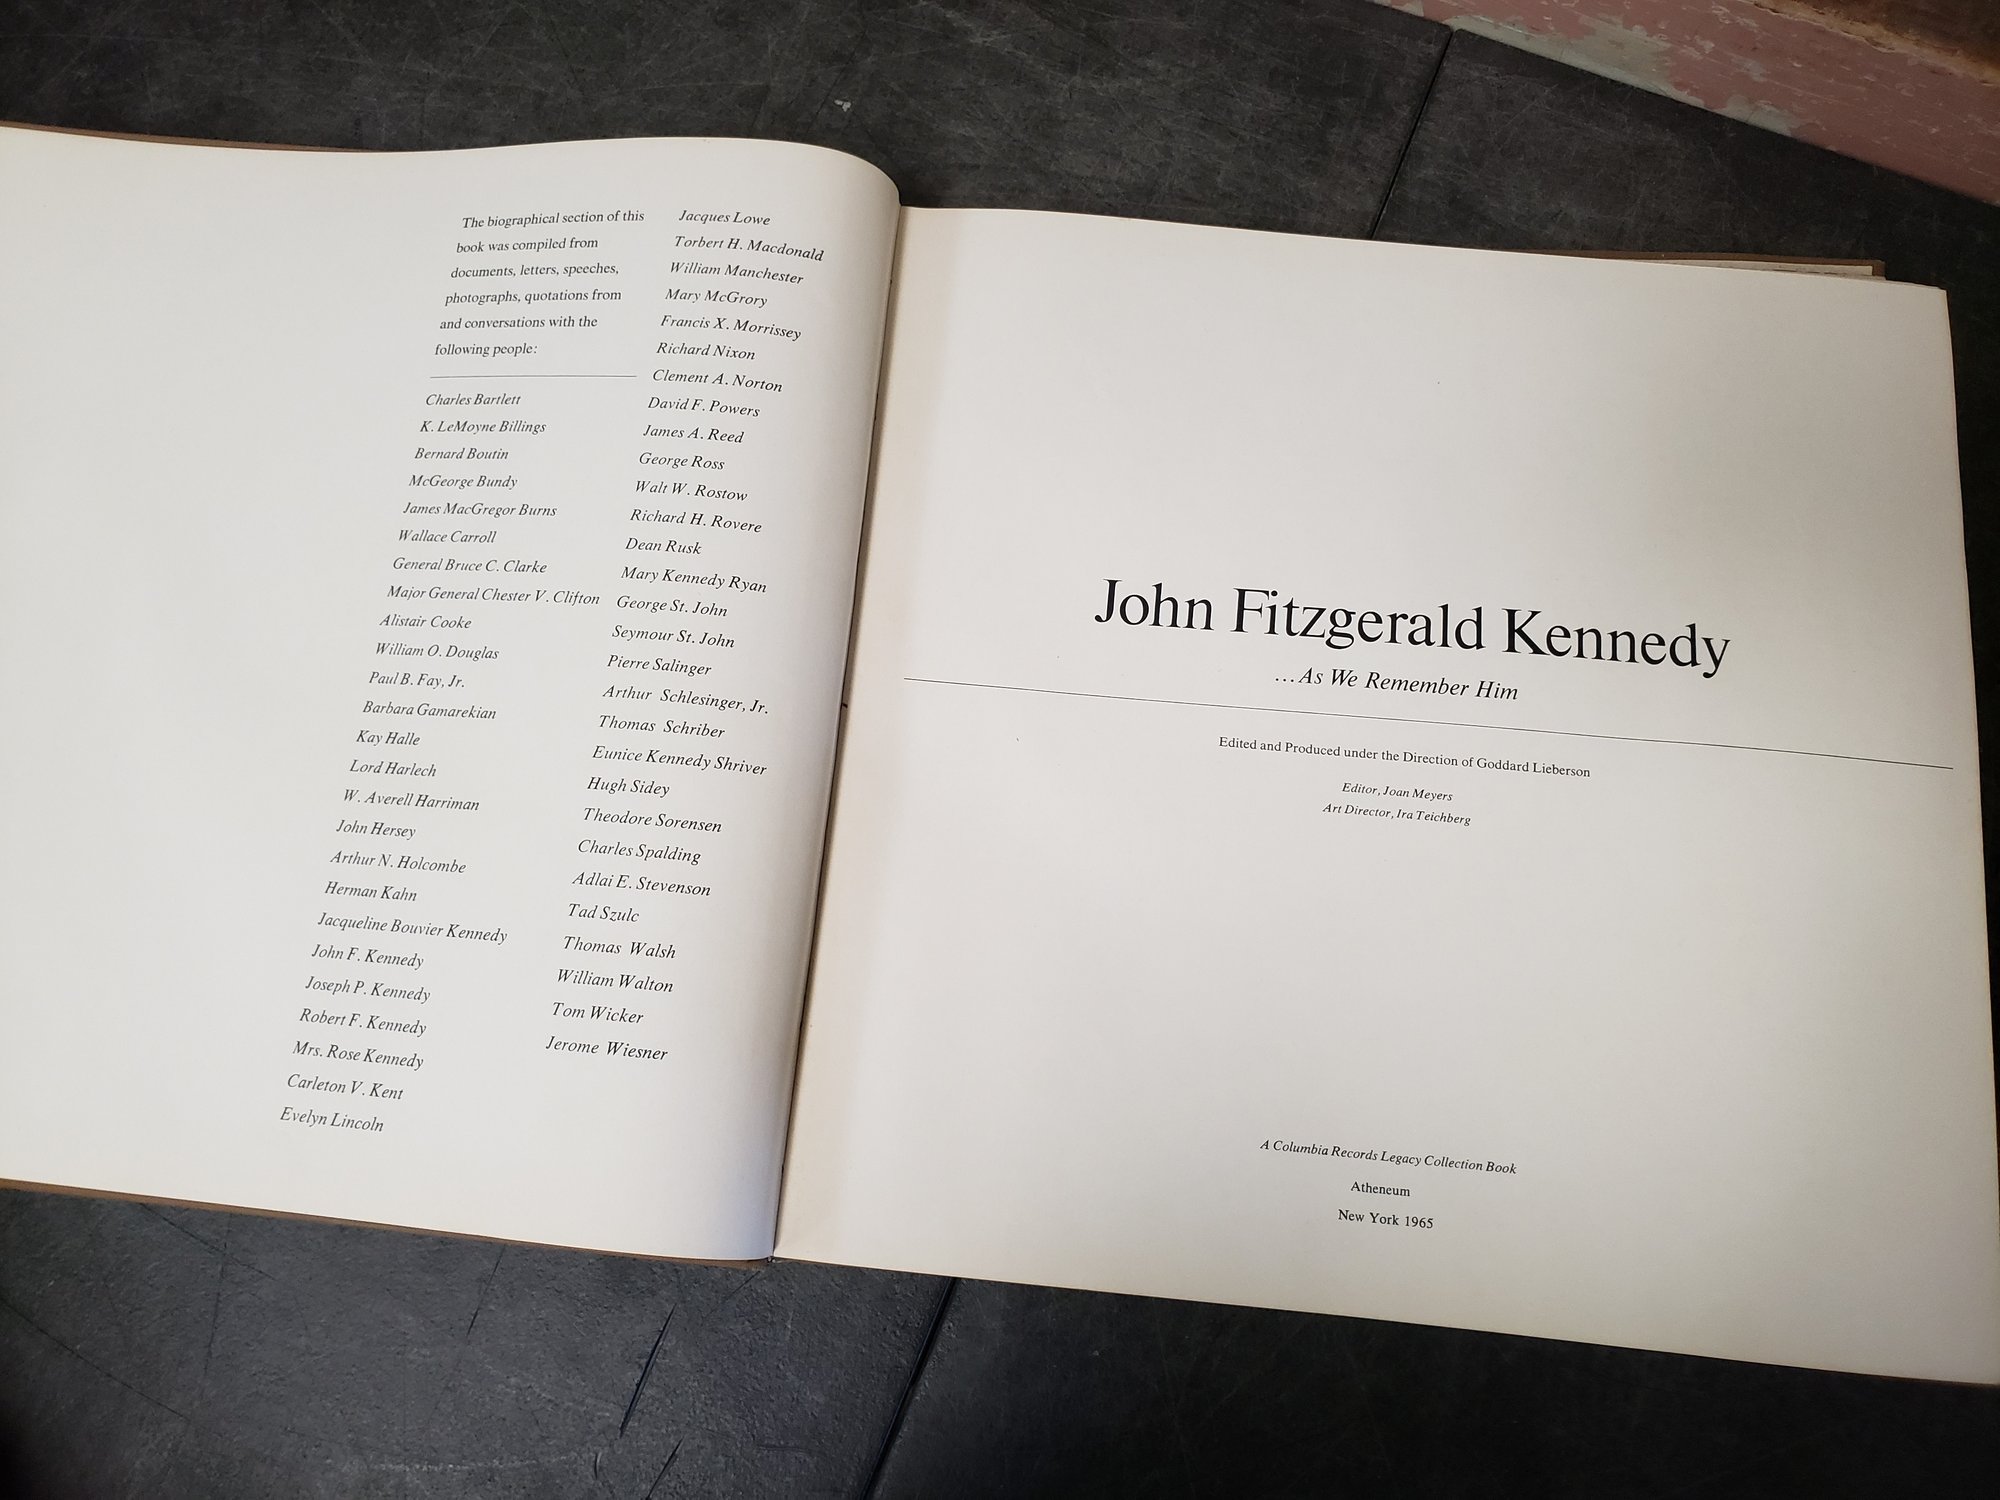 The biographical section of this
book was compiled from
documents, letters, speeches,
photographs, quotations from
and conversations with the
following people:
Charles Bartlett
K. LeMoyne Billings
Bernard Boutin
McGeorge Bundy
James MacGregor Burns
Wallace Carroll
General Bruce C. Clarke
Major General Chester V. Clifton
Alistair Cooke
William O. Douglas
Paul B. Fay, Jr.
Barbara Gamarekian
Kay Halle
Lord Harlech
W. Averell Harriman
John Hersey
Arthur N. Holcombe
Herman Kahn
Jacqueline Bouvier Kennedy
John F. Kennedy
Joseph P. Kennedy
Robert F. Kennedy
Mrs. Rose Kennedy
Carleton V. Kent
Evelyn Lincoln
Jacques Lowe
Torbert H. Macdonald
William Manchester
Mary McGrory
Francis X. Morrissey
Richard Nixon
Clement A. Norton
David F. Powers
James A. Reed
George Ross
Walt W. Rostow
Richard H. Rovere
Dean Rusk
Mary Kennedy Ryan
George St. John
Seymour St. John
Pierre Salinger
Arthur Schlesinger, Jr.
Thomas Schriber
Eunice Kennedy Shriver
Hugh Sidey
Theodore Sorensen
Charles Spalding
Adlai E. Stevenson
Tad Szulc
Thomas Walsh
William Walton
Tom Wicker
Jerome Wiesner
John Fitzgerald Kennedy
...As We Remember Him
Edited and Produced under the Direction of Goddard Lieberson
Editor, Joan Meyers
Art Director, Ira Teichberg
A Columbia Records Legacy Collection Book
Atheneum
New York 1965